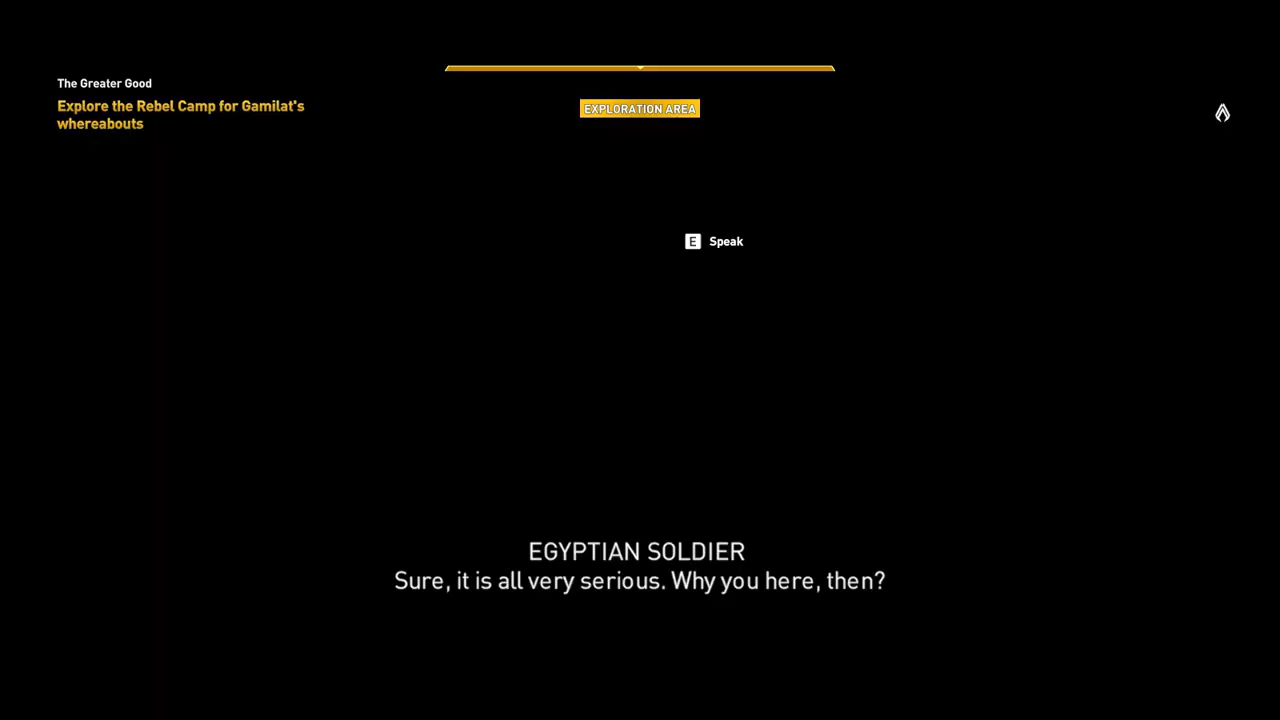 The Greater Good
Explore the Rebel Camp for Gamilat's
whereabouts
EXPLORATION AREA
E Speak
EGYPTIAN SOLDIER
Sure, it is all very serious. Why you here, then?